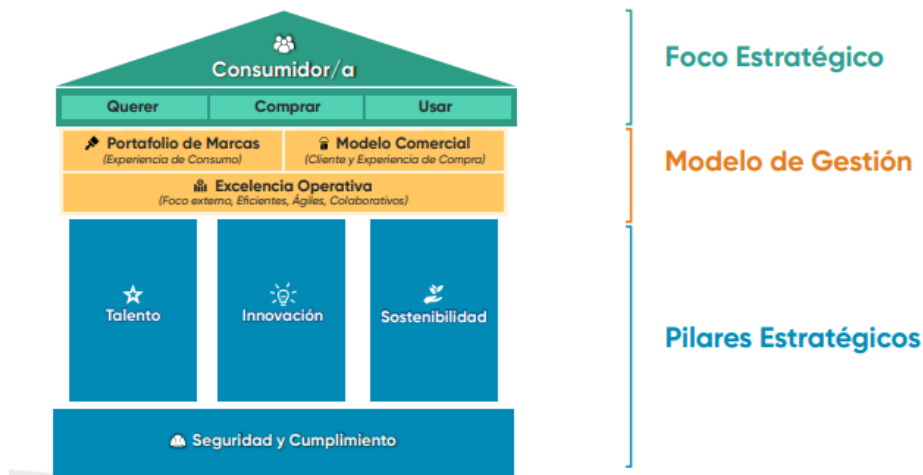 Consumidor/a
Querer
Comprar
Usar
Portafolio de Marcas
(Experiencia de Consumo)
Modelo Comercial
(Cliente y Experiencia de Compra)
Excelencia Operativa
(Foco externo, Eficientes, Ágiles, Colaborativos)
Talento
Innovación
Sostenibilidad
Seguridad y Cumplimiento
Foco Estratégico
Modelo de Gestión
Pilares Estratégicos